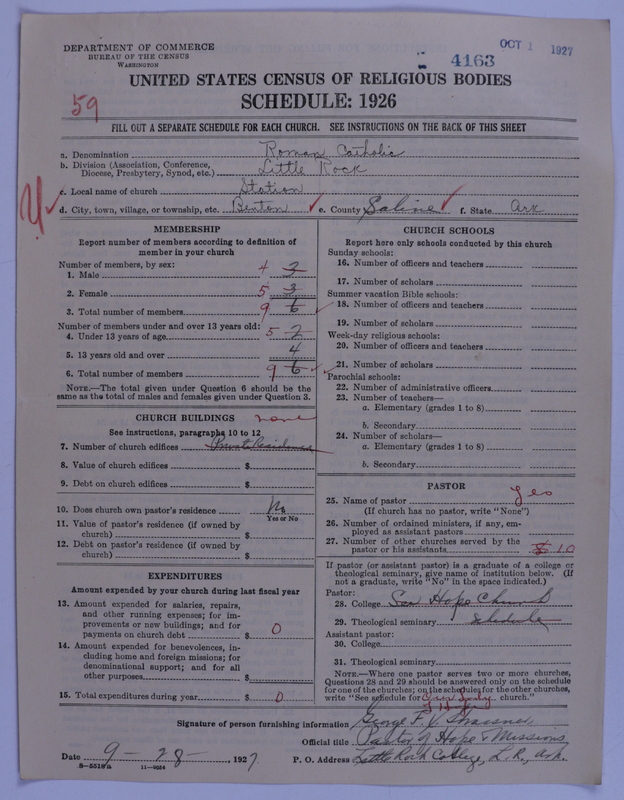 DEPARTMENT OF COMMERCE
BUREAU OF THE CENSUS
WASHINGTON
4163
OCT 1 1927
UNITED STATES CENSUS OF RELIGIOUS BODIES
59
SCHEDULE: 1926
FILL OUT A SEPARATE SCHEDULE FOR EACH CHURCH. SEE INSTRUCTIONS ON THE BACK OF THIS SHEET
a. Denomination Roman Catholic
b. Division (Association, Conference, Diocese, Presbytery, Synod, etc.) Little Rock
c. Local name of church Station
d. City, town, village, or township, etc. Benton e. County Saline f. State Ark
MEMBERSHIP
Report number of members according to definition of
member in your church
Number of members, by sex:
1. Male 4 3
2. Female 5 3
3. Total number of members 9 6
Number of members under and over 13 years old:
4. Under 13 years of age 5 2
5. 13 years old and over 4
6. Total number of members 9 6
NOTE.—The total given under Question 6 should be the
same as the total of males and females given under Question 3.
CHURCH BUILDINGS none
See instructions, paragraphs 10 to 12
7. Number of church edifices Private Residence
8. Value of church edifices $
9. Debt on church edifices $
10. Does church own pastor's residence No
Yes or No
11. Value of pastor's residence (if owned by
church) $
12. Debt on pastor's residence (if owned by
church) $
EXPENDITURES
Amount expended by your church during last fiscal year
13. Amount expended for salaries, repairs,
and other running expenses; for im-
provements or new buildings; and for
payments on church debt $ 0
14. Amount expended for benevolences, in-
cluding home and foreign missions; for
denominational support; and for all
other purposes $
15. Total expenditures during year $ 0
CHURCH SCHOOLS
Report here only schools conducted by this church
Sunday schools:
16. Number of officers and teachers
17. Number of scholars
Summer vacation Bible schools:
18. Number of officers and teachers
19. Number of scholars
Week-day religious schools:
20. Number of officers and teachers
21. Number of scholars
Parochial schools:
22. Number of administrative officers
23. Number of teachers—
a. Elementary (grades 1 to 8)
b. Secondary
24. Number of scholars—
a. Elementary (grades 1 to 8)
b. Secondary
PASTOR
25. Name of pastor yes
(If church has no pastor, write "None")
26. Number of ordained ministers, if any, em-
ployed as assistant pastors
27. Number of other churches served by the
pastor or his assistants 10
If pastor (or assistant pastor) is a graduate of a college or
theological seminary, give name of institution below. (If
not a graduate, write "No" in the space indicated.)
Pastor:
28. College See Hope Church
29. Theological seminary schedule
Assistant pastor:
30. College
31. Theological seminary
NOTE.—Where one pastor serves two or more churches,
Questions 28 and 29 should be answered only on the schedule
for one of the churches; on the schedules for the other churches,
write "See schedule for church."
Signature of person furnishing information George F. X. Strassner
Official title Pastor of Hope & Missions
Date 9 - 28 -, 1927 P. O. Address Little Rock College, L.R., Ark.
8-5518a 11-9054